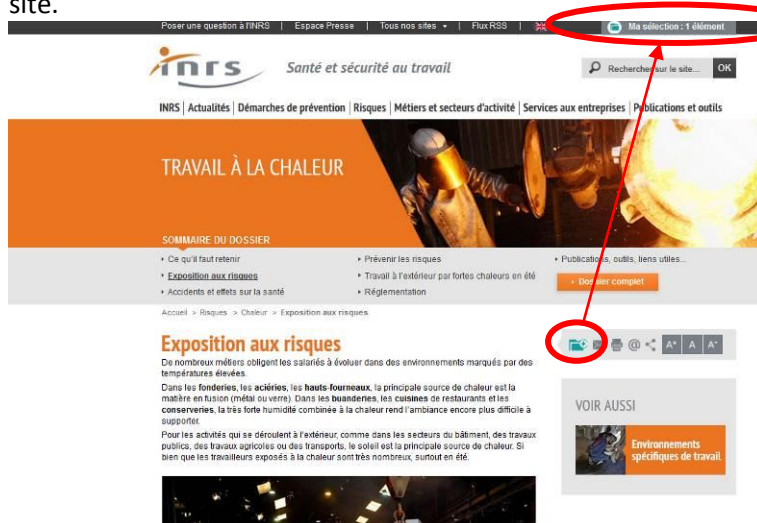 site.
Poser une question à l'INRS | Espace Presse | Tous nos sites | Flux RSS | Ma sélection : 1 élément
inrs Santé et sécurité au travail Rechercher sur le site... OK
INRS | Actualités | Démarches de prévention | Risques | Métiers et secteurs d'activité | Services aux entreprises | Publications et outils
TRAVAIL À LA CHALEUR
SOMMAIRE DU DOSSIER
Ce qu'il faut retenir
Exposition aux risques
Accidents et effets sur la santé
Prévenir les risques
Travail à l'extérieur par fortes chaleurs en été
Réglementation
Publications, outils, liens utiles...
Dossier complet
Accueil > Risques > Chaleur > Exposition aux risques
Exposition aux risques
@ A+ A A-
De nombreux métiers obligent les salariés à évoluer dans des environnements marqués par des
températures élevées.
Dans les fonderies, les aciéries, les hauts-fourneaux, la principale source de chaleur est la
matière en fusion (métal ou verre). Dans les buanderies, les cuisines de restaurants et les
conserveries, la très forte humidité combinée à la chaleur rend l'ambiance encore plus difficile à
supporter.
Pour les activités qui se déroulent à l'extérieur, comme dans les secteurs du bâtiment, des travaux
publics, des travaux agricoles ou des transports, le soleil est la principale source de chaleur. Si
bien que les travailleurs exposés à la chaleur sont très nombreux, surtout en été.
VOIR AUSSI
Environnements
spécifiques de travail